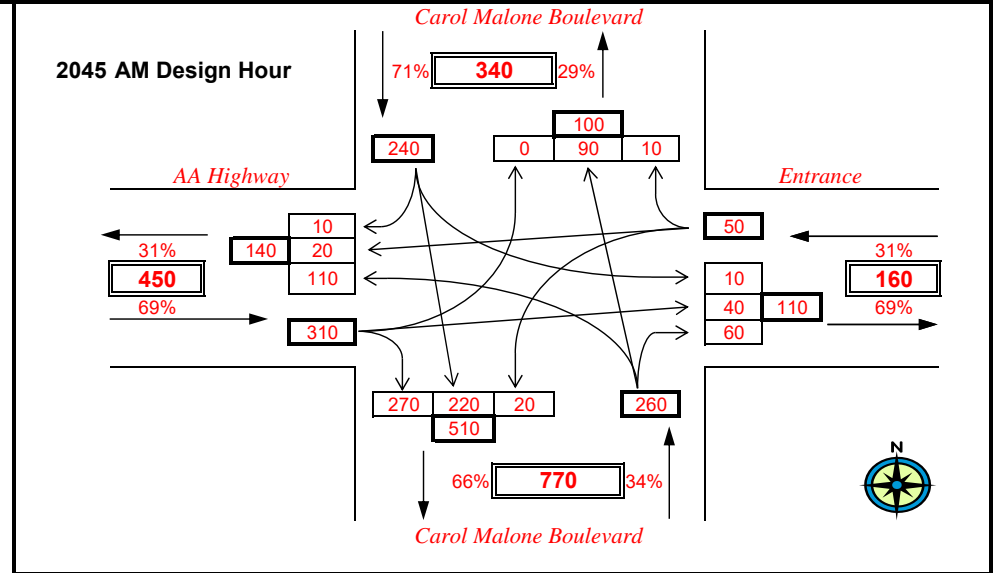 Carol Malone Boulevard
2045 AM Design Hour
71% 340 29%
100
240 0 90 10
AA Highway Entrance
10 50
31% 140 20 31%
450 110 10 160
69% 40 110 69%
310 60
270 220 20 260
510
N
66% 770 34%
Carol Malone Boulevard